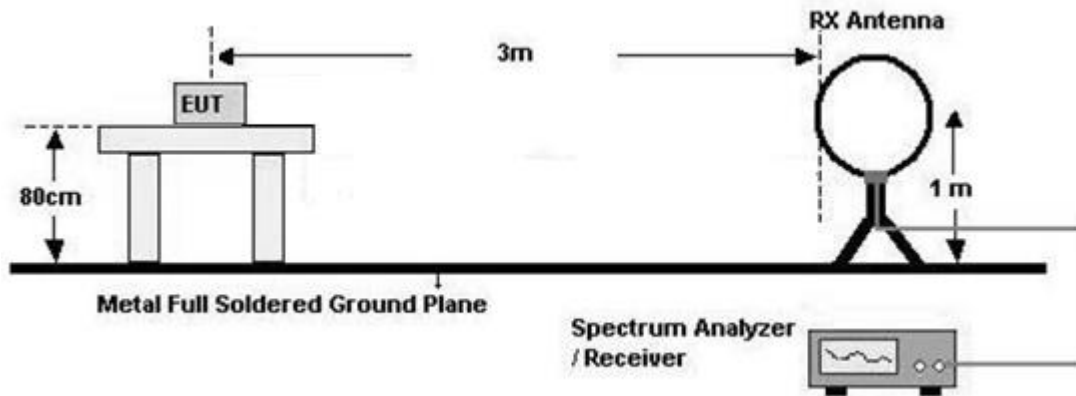 RX Antenna
3m
EUT
80cm
1 m
Metal Full Soldered Ground Plane
Spectrum Analyzer
/ Receiver